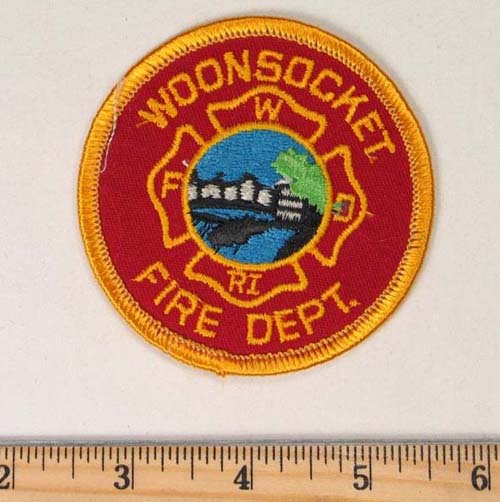 WOONSOCKET
W
F D
RI
FIRE DEPT.
2 3 4 5 6